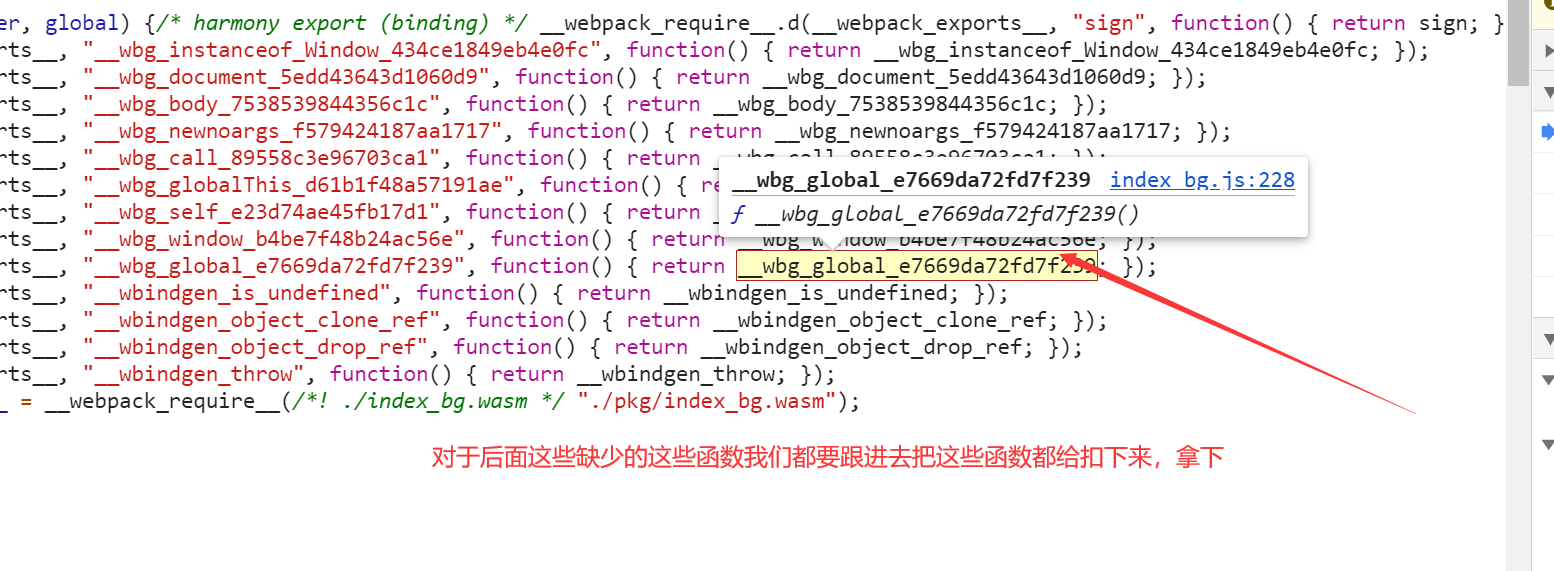 er, global) {/* harmony export (binding) */ __webpack_require__.d(__webpack_exports__, "sign", function() { return sign; }
rts__, "__wbg_instanceof_Window_434ce1849eb4e0fc", function() { return __wbg_instanceof_Window_434ce1849eb4e0fc; });
rts__, "__wbg_document_5edd43643d1060d9", function() { return __wbg_document_5edd43643d1060d9; });
rts__, "__wbg_body_7538539844356c1c", function() { return __wbg_body_7538539844356c1c; });
rts__, "__wbg_newnoargs_f579424187aa1717", function() { return __wbg_newnoargs_f579424187aa1717; });
rts__, "__wbg_call_89558c3e96703ca1", function() { return __wbg_call_89558c3e96703ca1; });
rts__, "__wbg_globalThis_d61b1f48a57191ae", function() { re
__wbg_global_e7669da72fd7f239 index_bg.js:228
rts__, "__wbg_self_e23d74ae45fb17d1", function() { return
ƒ __wbg_global_e7669da72fd7f239()
rts__, "__wbg_window_b4be7f48b24ac56e", function() { return __wbg_window_b4be7f48b24ac56e; });
rts__, "__wbg_global_e7669da72fd7f239", function() { return __wbg_global_e7669da72fd7f239; });
rts__, "__wbindgen_is_undefined", function() { return __wbindgen_is_undefined; });
rts__, "__wbindgen_object_clone_ref", function() { return __wbindgen_object_clone_ref; });
rts__, "__wbindgen_object_drop_ref", function() { return __wbindgen_object_drop_ref; });
rts__, "__wbindgen_throw", function() { return __wbindgen_throw; });
_ = __webpack_require__(/*! ./index_bg.wasm */ "./pkg/index_bg.wasm");
对于后面这些缺少的这些函数我们都要跟进去把这些函数都给扣下来，拿下